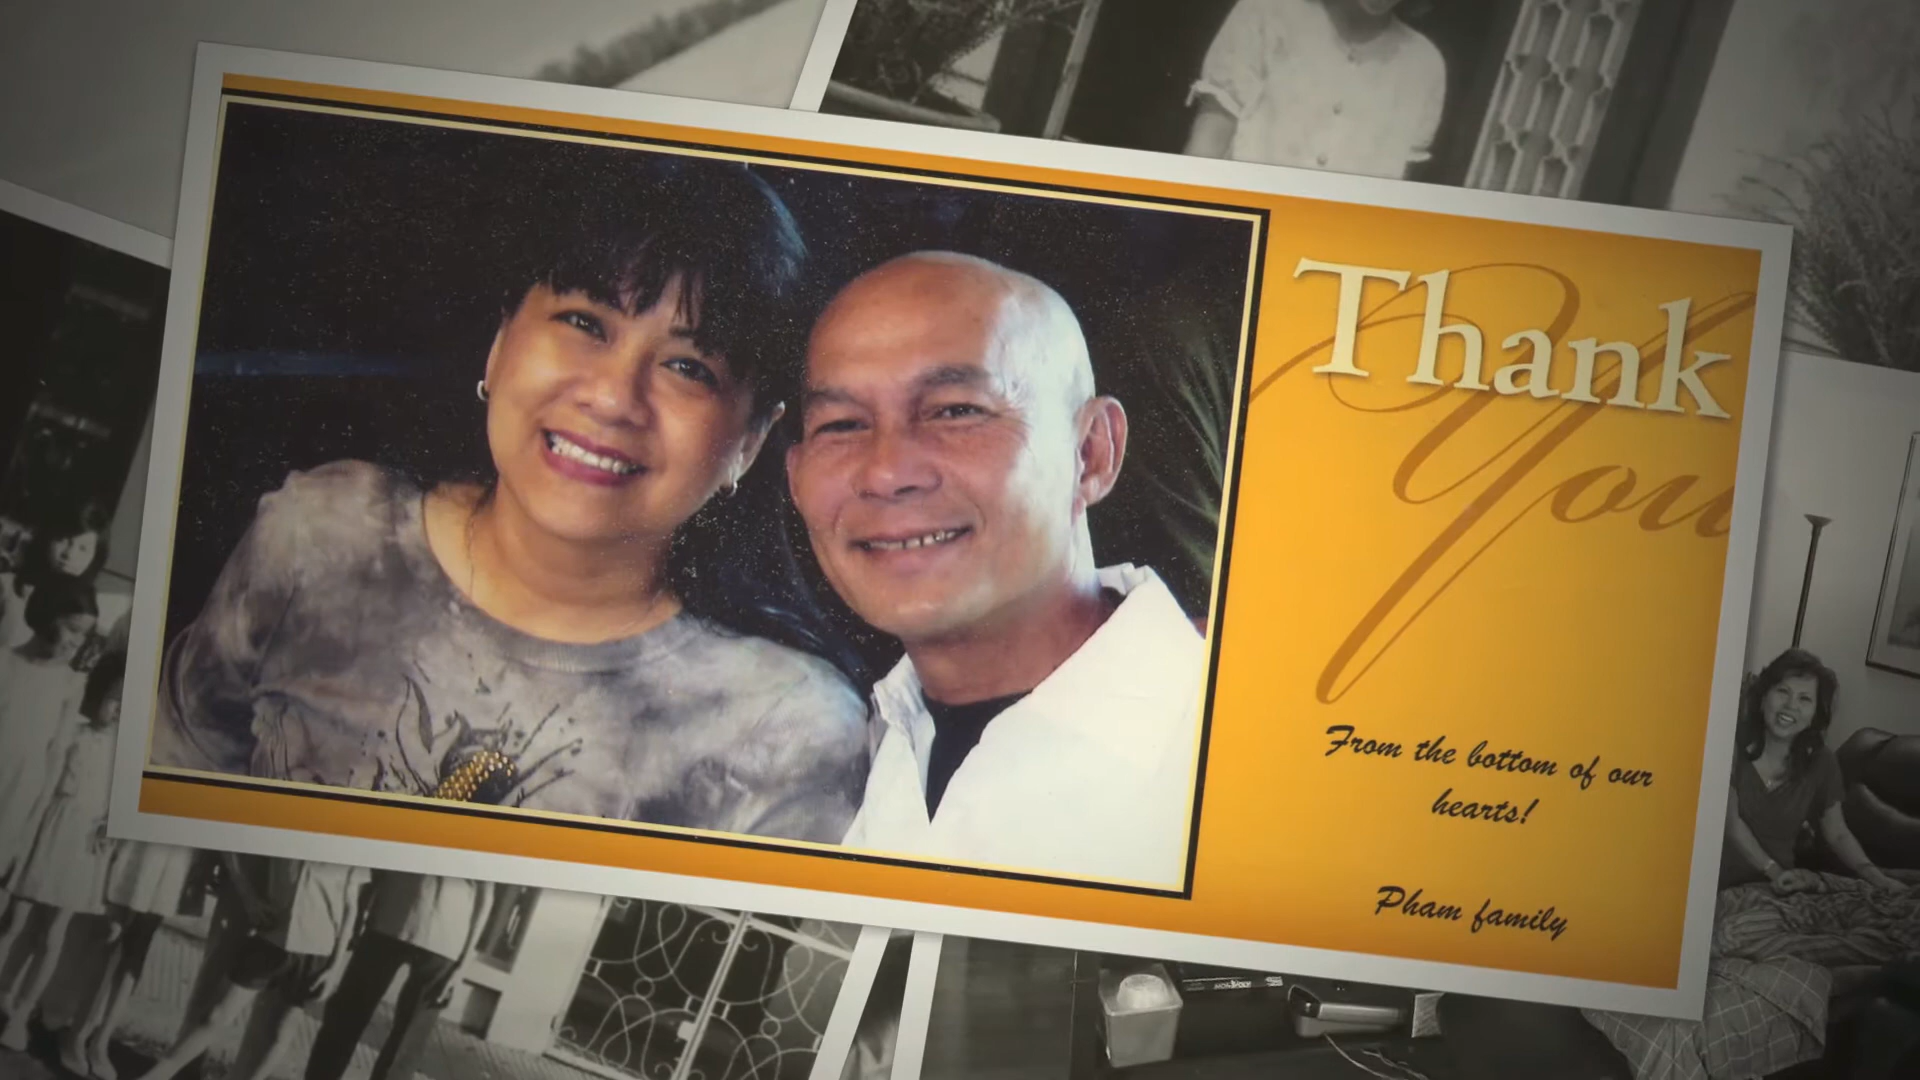 Thank
You
From the bottom of our
hearts!
Pham family